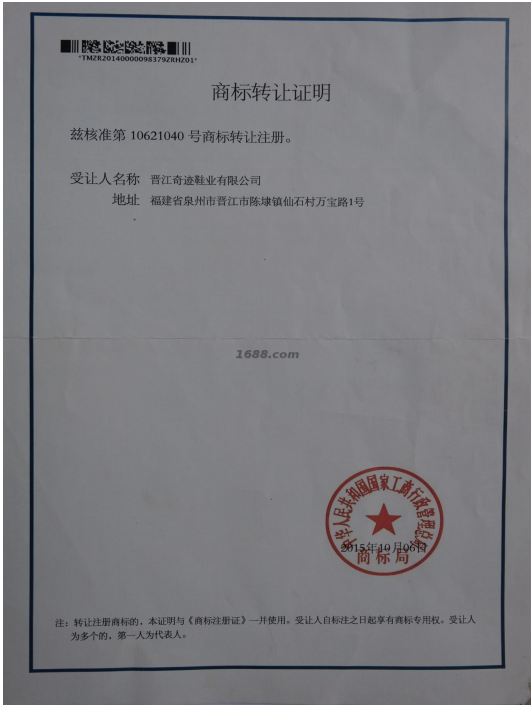 *TMZR20140000098379ZRHZ01*
商标转让证明
兹核准第 10621040 号商标转让注册。
受让人名称 晋江奇迹鞋业有限公司
地址 福建省泉州市晋江市陈埭镇仙石村万宝路1号
1688.com
中华人民共和国国家工商行政管理总局
2015年10月06日
商标局
注：转让注册商标的，本证明与《商标注册证》一并使用。受让人自标注之日起享有商标专用权。受让人
为多个的，第一人为代表人。